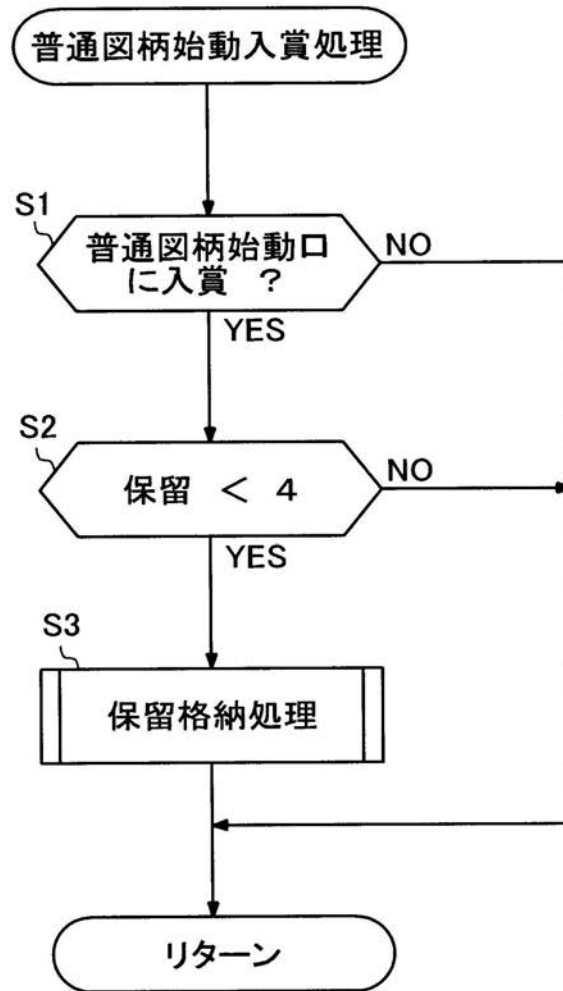 普通図柄始動入賞処理
S1
普通図柄始動口
に入賞 ?
NO
YES
S2
保留 < 4
NO
YES
S3
保留格納処理
リターン